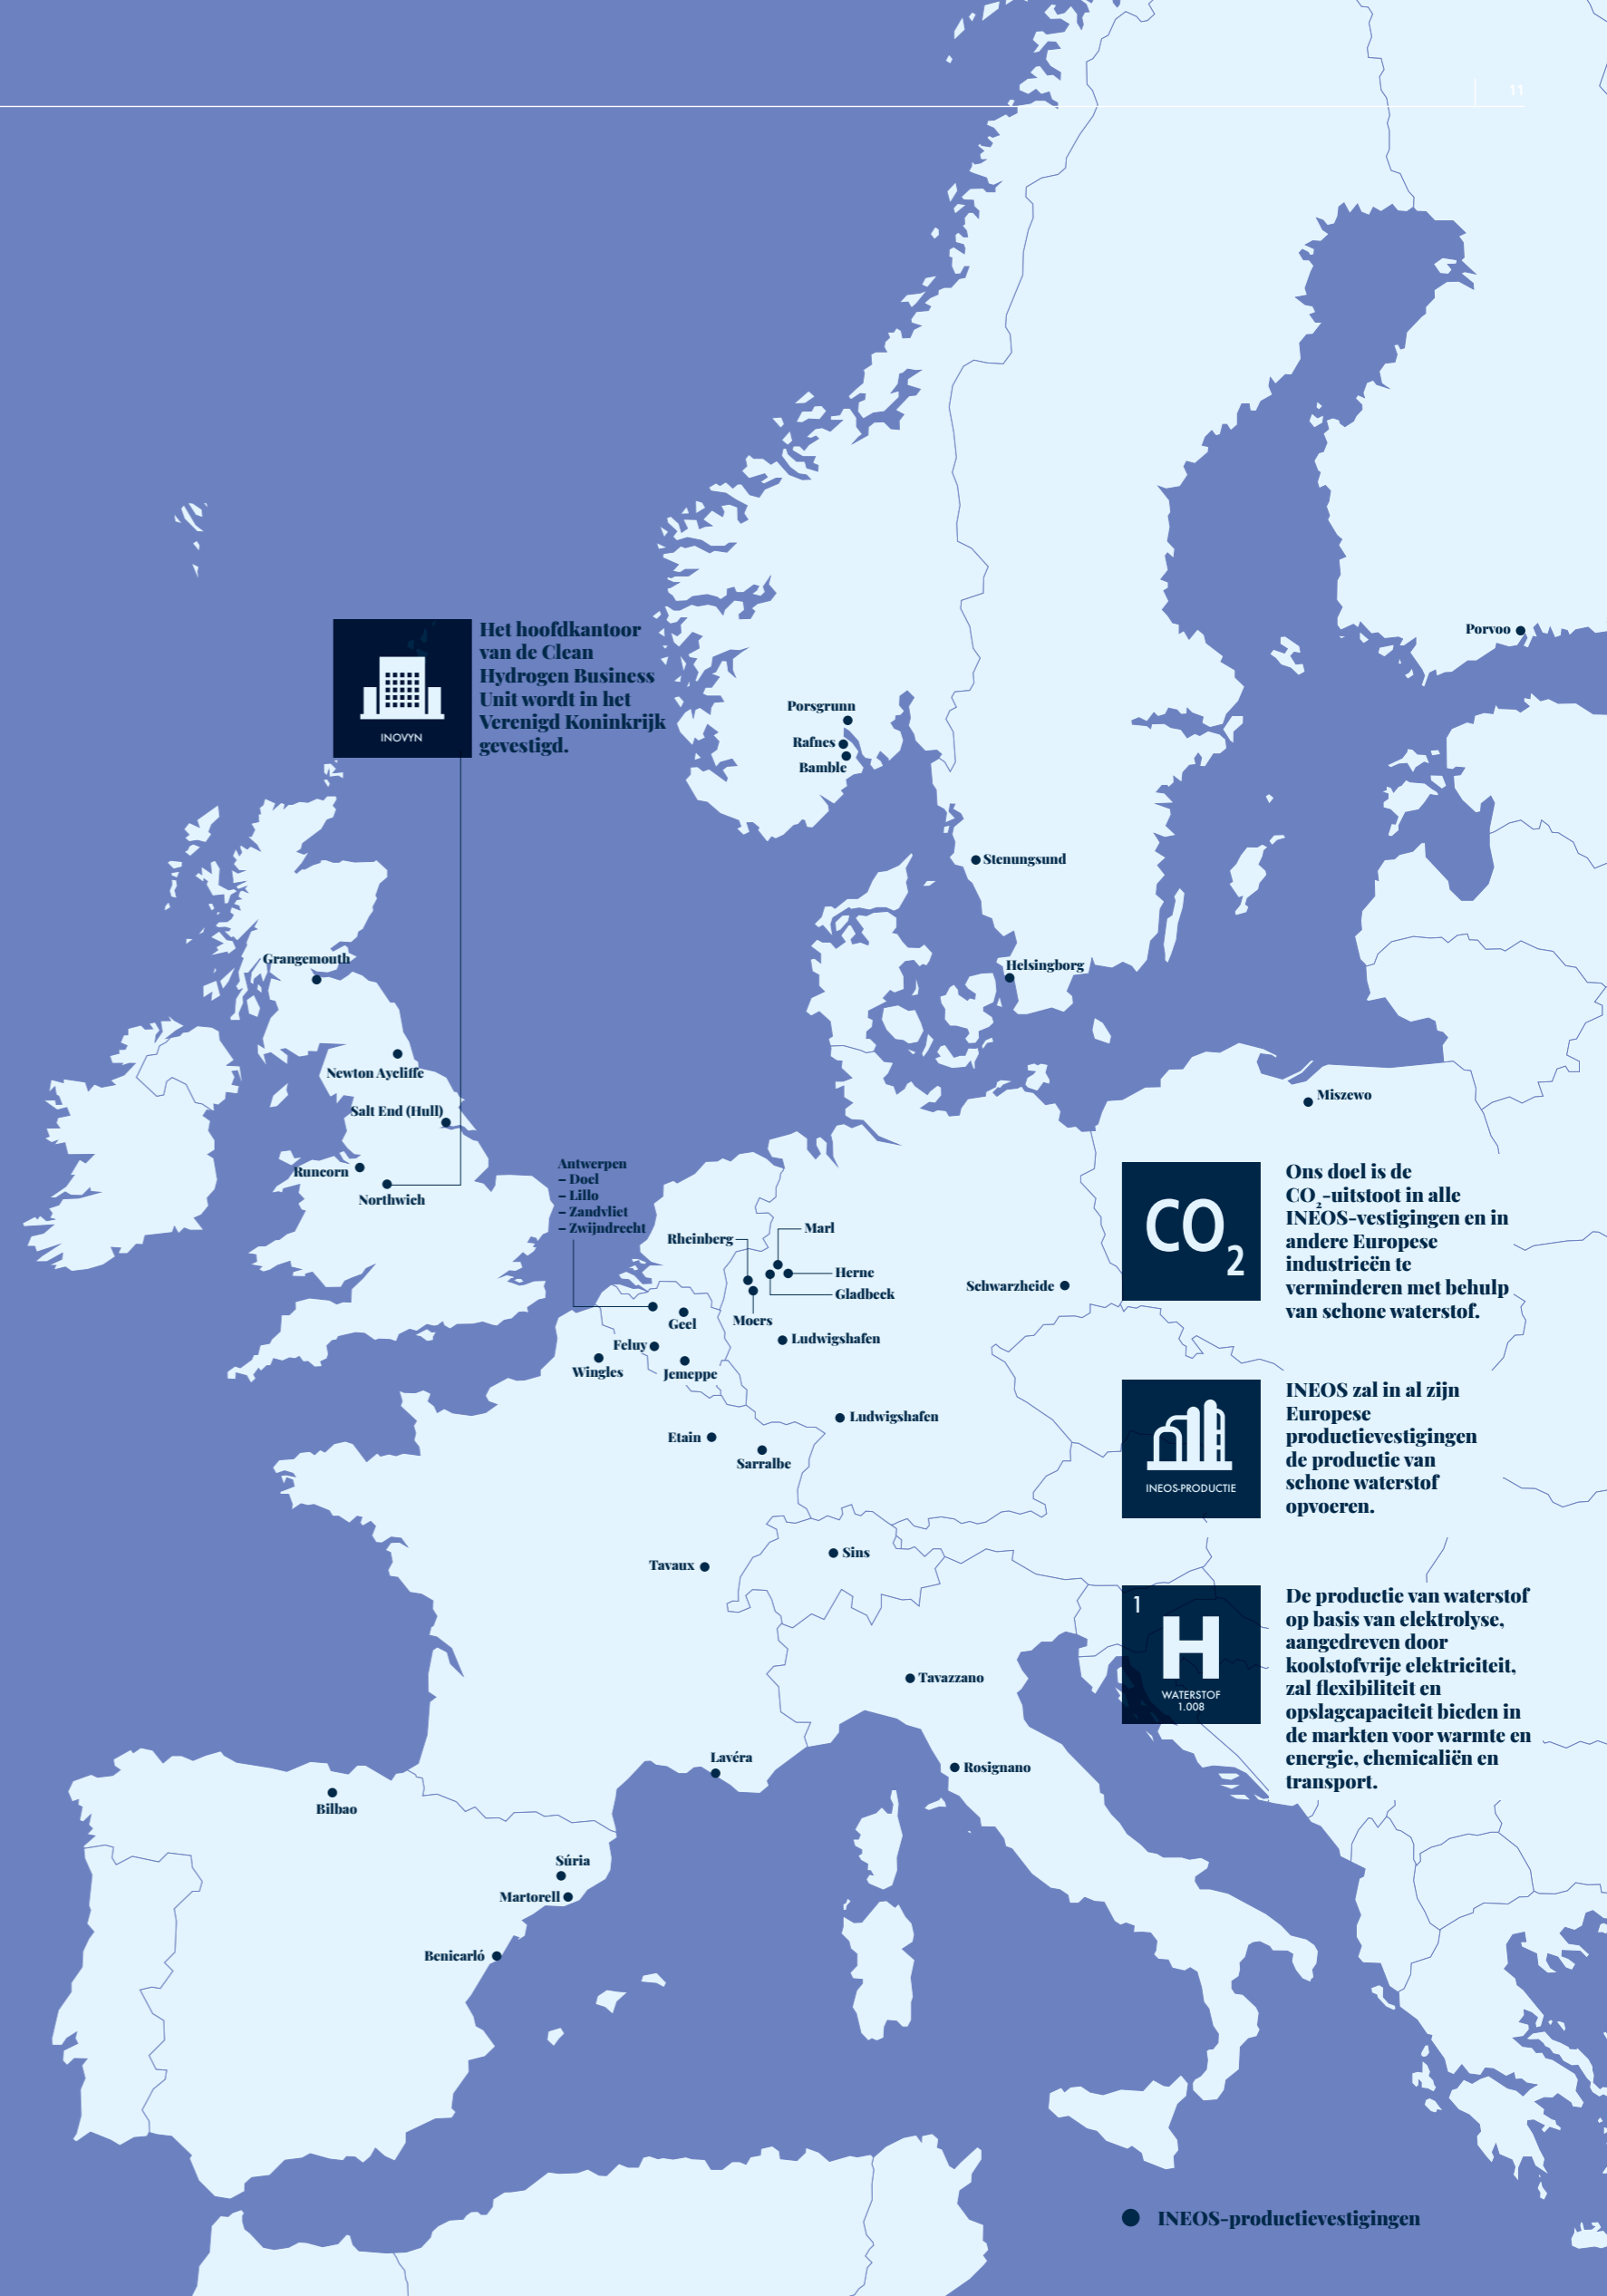 11
Het hoofdkantoor
van de Clean
Hydrogen Business
Unit wordt in het
Verenigd Koninkrijk
gevestigd.
INOVYN
Porvoo
Porsgrunn
Rafnes
Bamble
Stenungsund
Helsingborg
Grangemouth
Newton Aycliffe
Salt End (Hull)
Runcorn
Northwich
Miszewo
Antwerpen
– Doel
– Lillo
– Zandvliet
– Zwijndrecht
Rheinberg
Marl
Herne
Gladbeck
Moers
Schwarzheide
Geel
Feluy
Wingles
Jemeppe
Ludwigshafen
Ludwigshafen
Etain
Sarralbe
Sins
Tavaux
Tavazzano
Lavéra
Rosignano
Bilbao
Súria
Martorell
Benicarló
CO2
Ons doel is de
CO2-uitstoot in alle
INEOS-vestigingen en in
andere Europese
industrieën te
verminderen met behulp
van schone waterstof.
INEOS-PRODUCTIE
INEOS zal in al zijn
Europese
productievestigingen
de productie van
schone waterstof
opvoeren.
1
H
WATERSTOF
1.008
De productie van waterstof
op basis van elektrolyse,
aangedreven door
koolstofvrije elektriciteit,
zal flexibiliteit en
opslagcapaciteit bieden in
de markten voor warmte en
energie, chemicaliën en
transport.
INEOS-productievestigingen